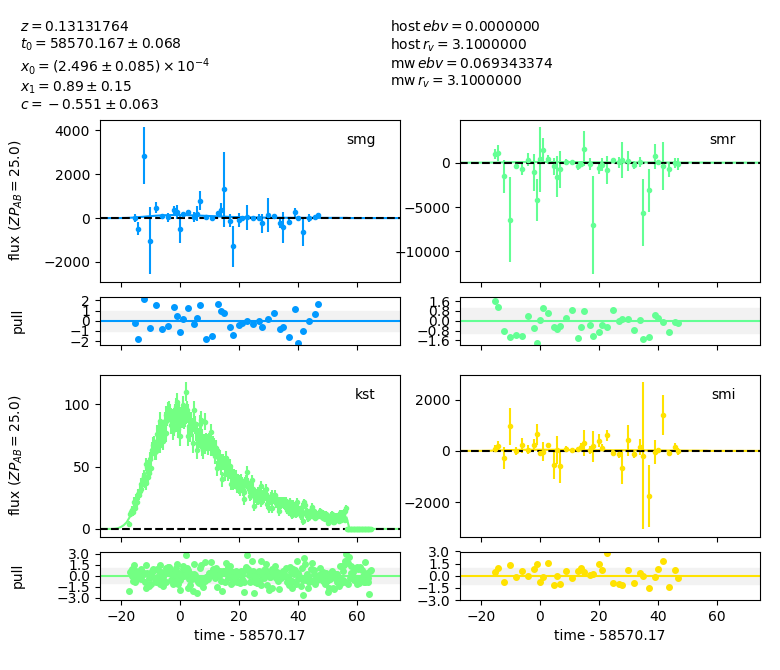 z = 0.13131764
t₀ = 58570.167 ± 0.068
x₀ = (2.496 ± 0.085) × 10⁻⁴
x₁ = 0.89 ± 0.15
c = −0.551 ± 0.063
host ebv = 0.0000000
host r_v = 3.1000000
mw ebv = 0.069343374
mw r_v = 3.1000000
4000
2000
0
−2000
flux (ZP_AB = 25.0)
smg
0
−5000
−10000
smr
2
1
0
−1
−2
pull
1.6
0.8
0.0
−0.8
−1.6
100
50
0
flux (ZP_AB = 25.0)
kst
2000
0
−2000
smi
3.0
1.5
0.0
−1.5
−3.0
pull
−20 0 20 40 60
time - 58570.17
3.0
1.5
0.0
−1.5
−3.0
−20 0 20 40 60
time - 58570.17